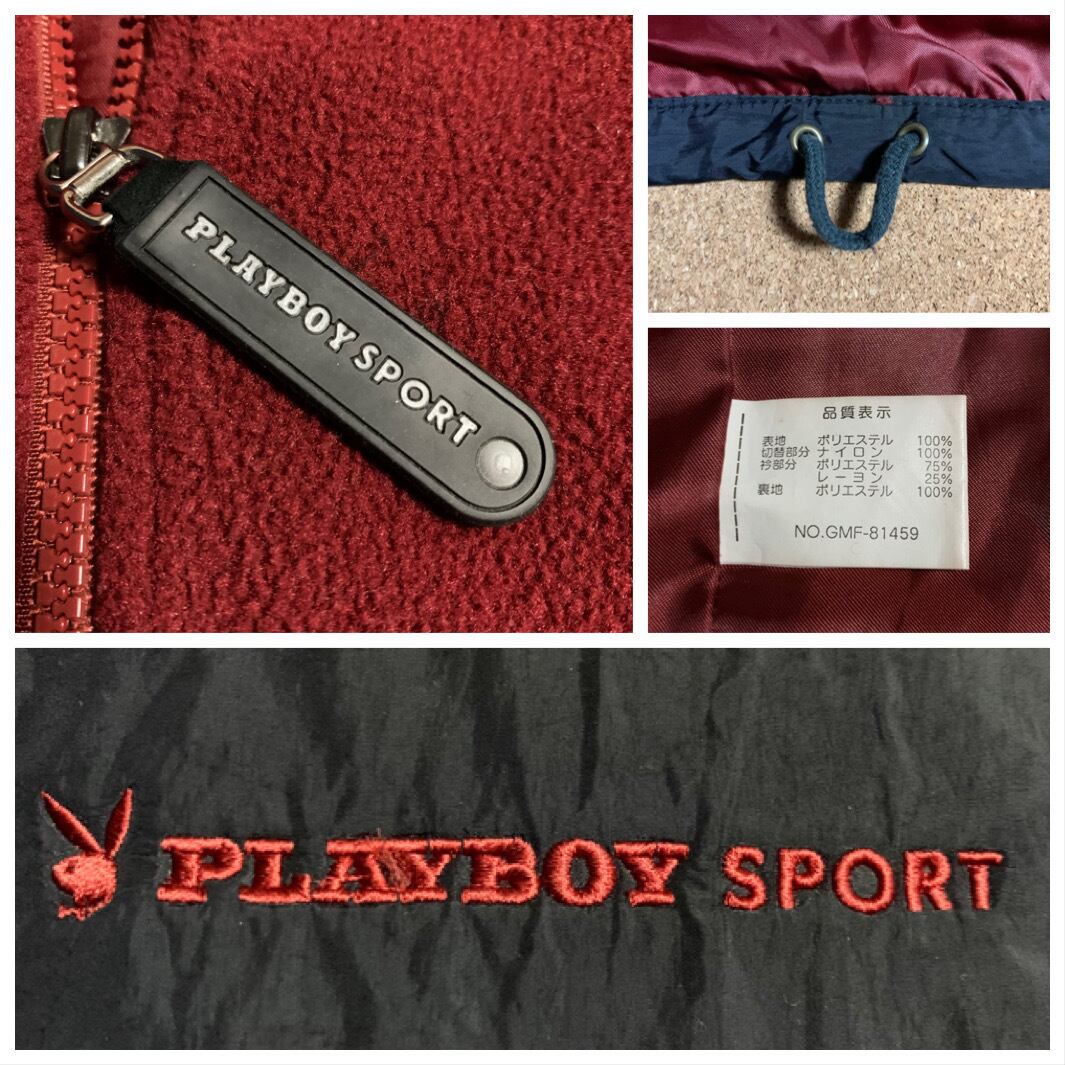 PLAYBOY SPORT
品質表示
表地 ポリエステル 100%
切替部分 ナイロン 100%
衿部分 ポリエステル 75%
レーヨン 25%
裏地 ポリエステル 100%
NO.GMF-81459
PLAYBOY SPORT